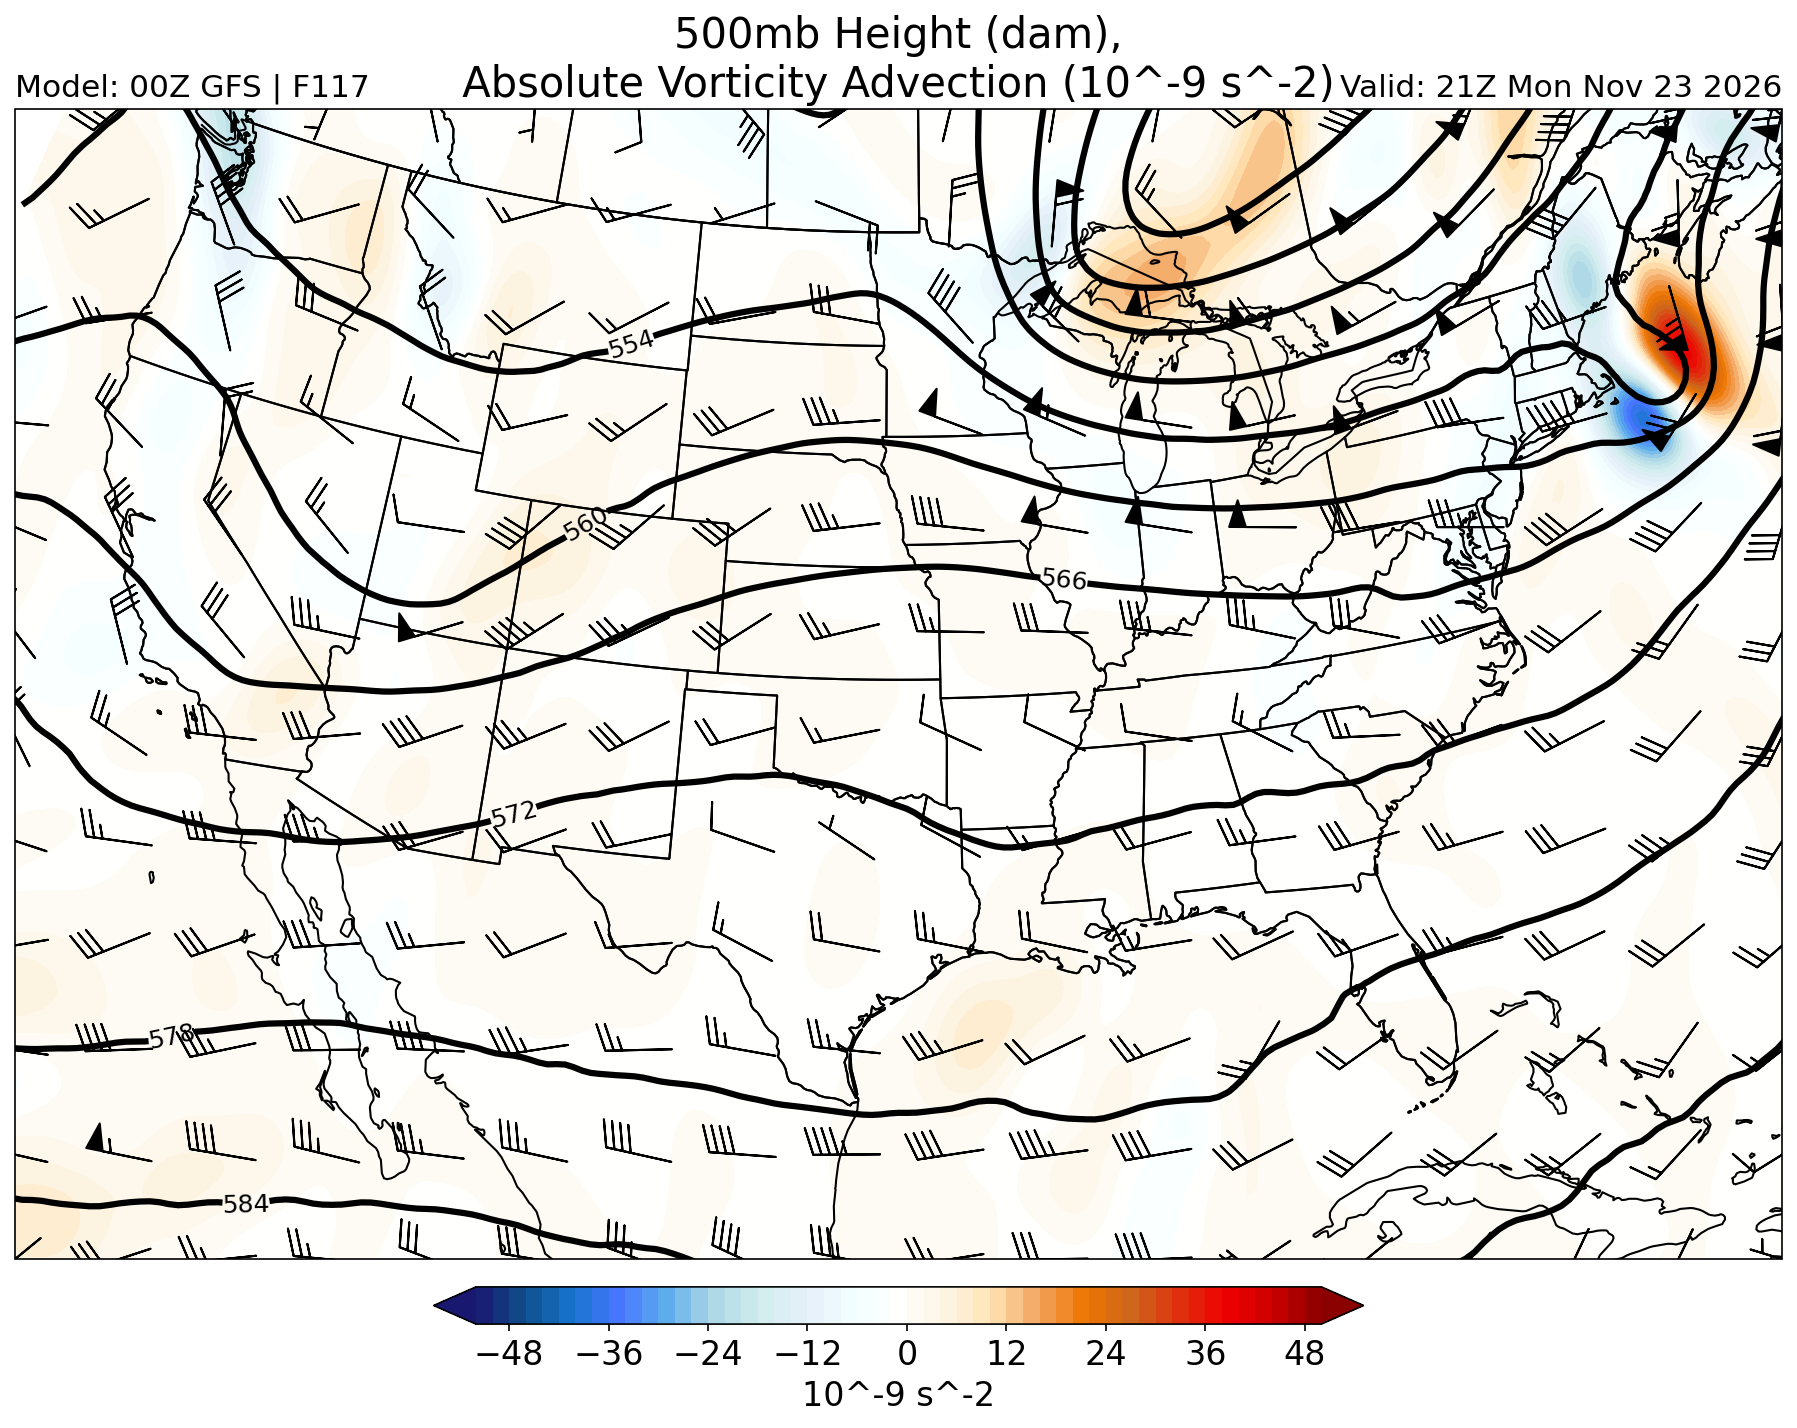 500mb Height (dam),
Model: 00Z GFS | F117
Absolute Vorticity Advection (10^-9 s^-2)
Valid: 21Z Mon Nov 23 2026
554
560
566
572
578
584
−48 −36 −24 −12 0 12 24 36 48
10^-9 s^-2